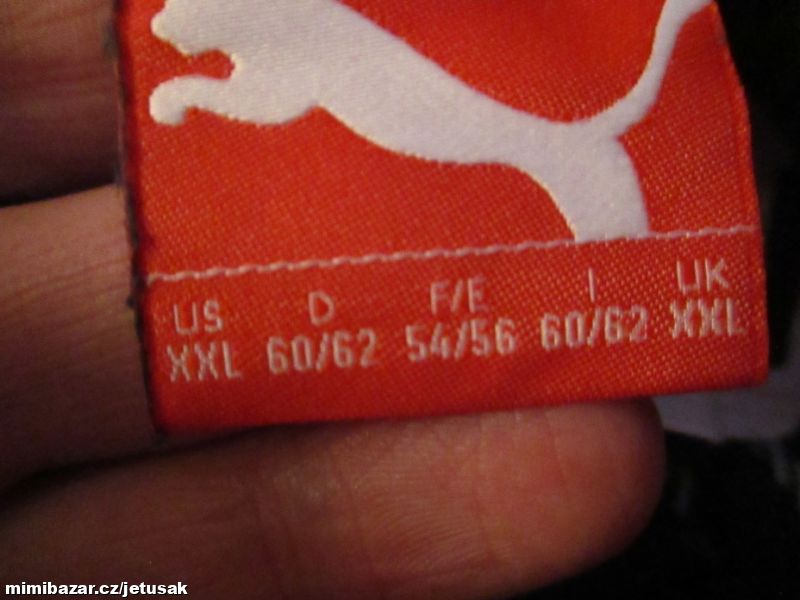 US D F/E I UK
XXL 60/62 54/56 60/62 XXL
mimibazar.cz/jetusak